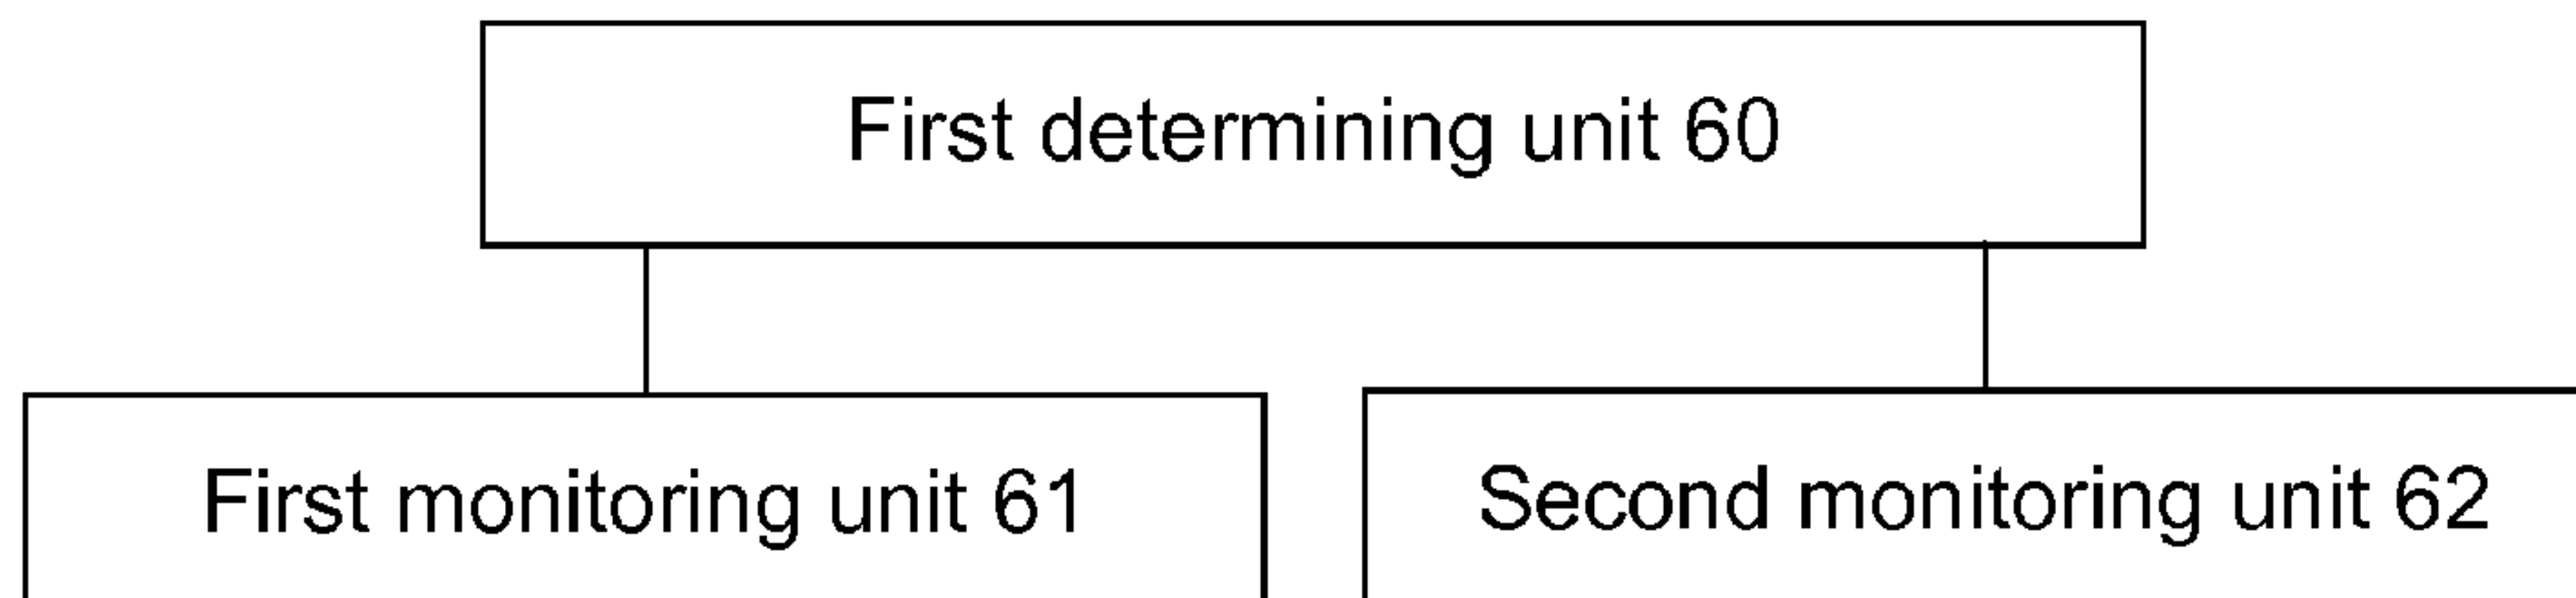 First determining unit 60
First monitoring unit 61
Second monitoring unit 62